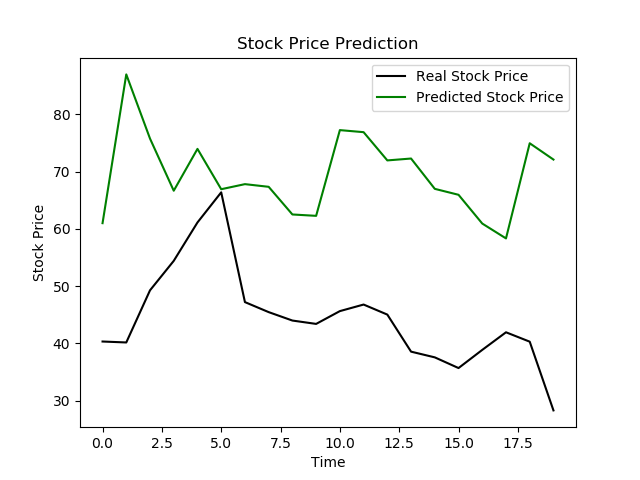 Stock Price Prediction
Real Stock Price
Predicted Stock Price
Stock Price
80
70
60
50
40
30
0.0 2.5 5.0 7.5 10.0 12.5 15.0 17.5
Time